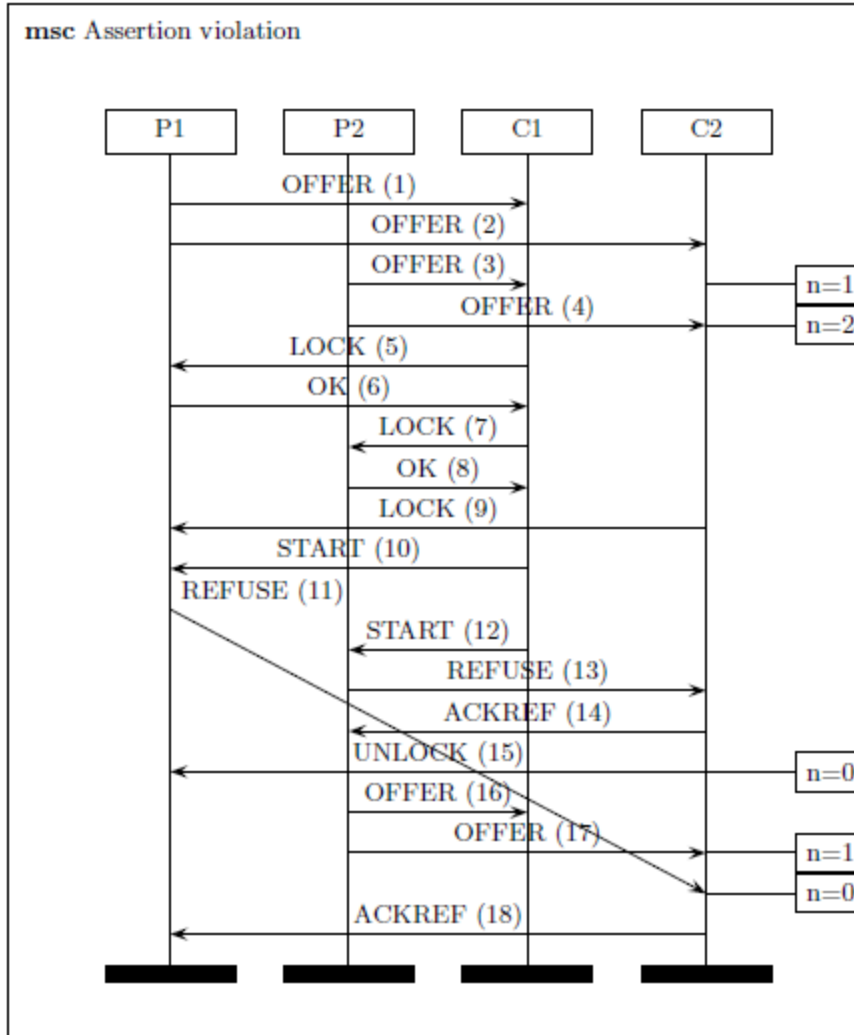 msc Assertion violation
P1 P2 C1 C2
OFFER (1)
OFFER (2)
OFFER (3)
n=1
OFFER (4)
n=2
LOCK (5)
OK (6)
LOCK (7)
OK (8)
LOCK (9)
START (10)
REFUSE (11)
START (12)
REFUSE (13)
ACKREF (14)
UNLOCK (15)
n=0
OFFER (16)
OFFER (17)
n=1
n=0
ACKREF (18)